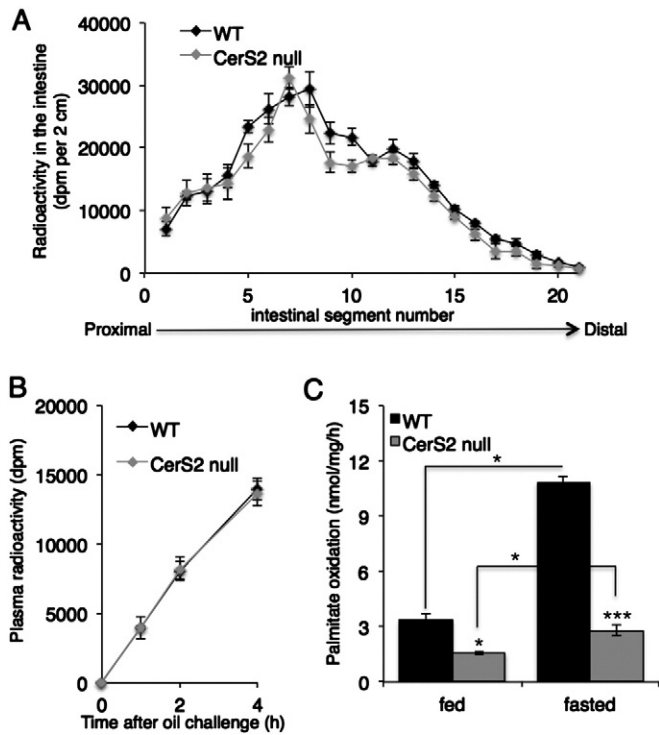 A
WT
CerS2 null
Radioactivity in the intestine
(dpm per 2 cm)
40000
30000
20000
10000
0
0
5
10
15
20
intestinal segment number
Proximal
Distal
B
WT
CerS2 null
Plasma radioactivity (dpm)
20000
15000
10000
5000
0
0
2
4
Time after oil challenge (h)
C
WT
CerS2 null
Palmitate oxidation (nmol/mg/h)
15
12
9
6
3
0
*
*
*
***
fed
fasted